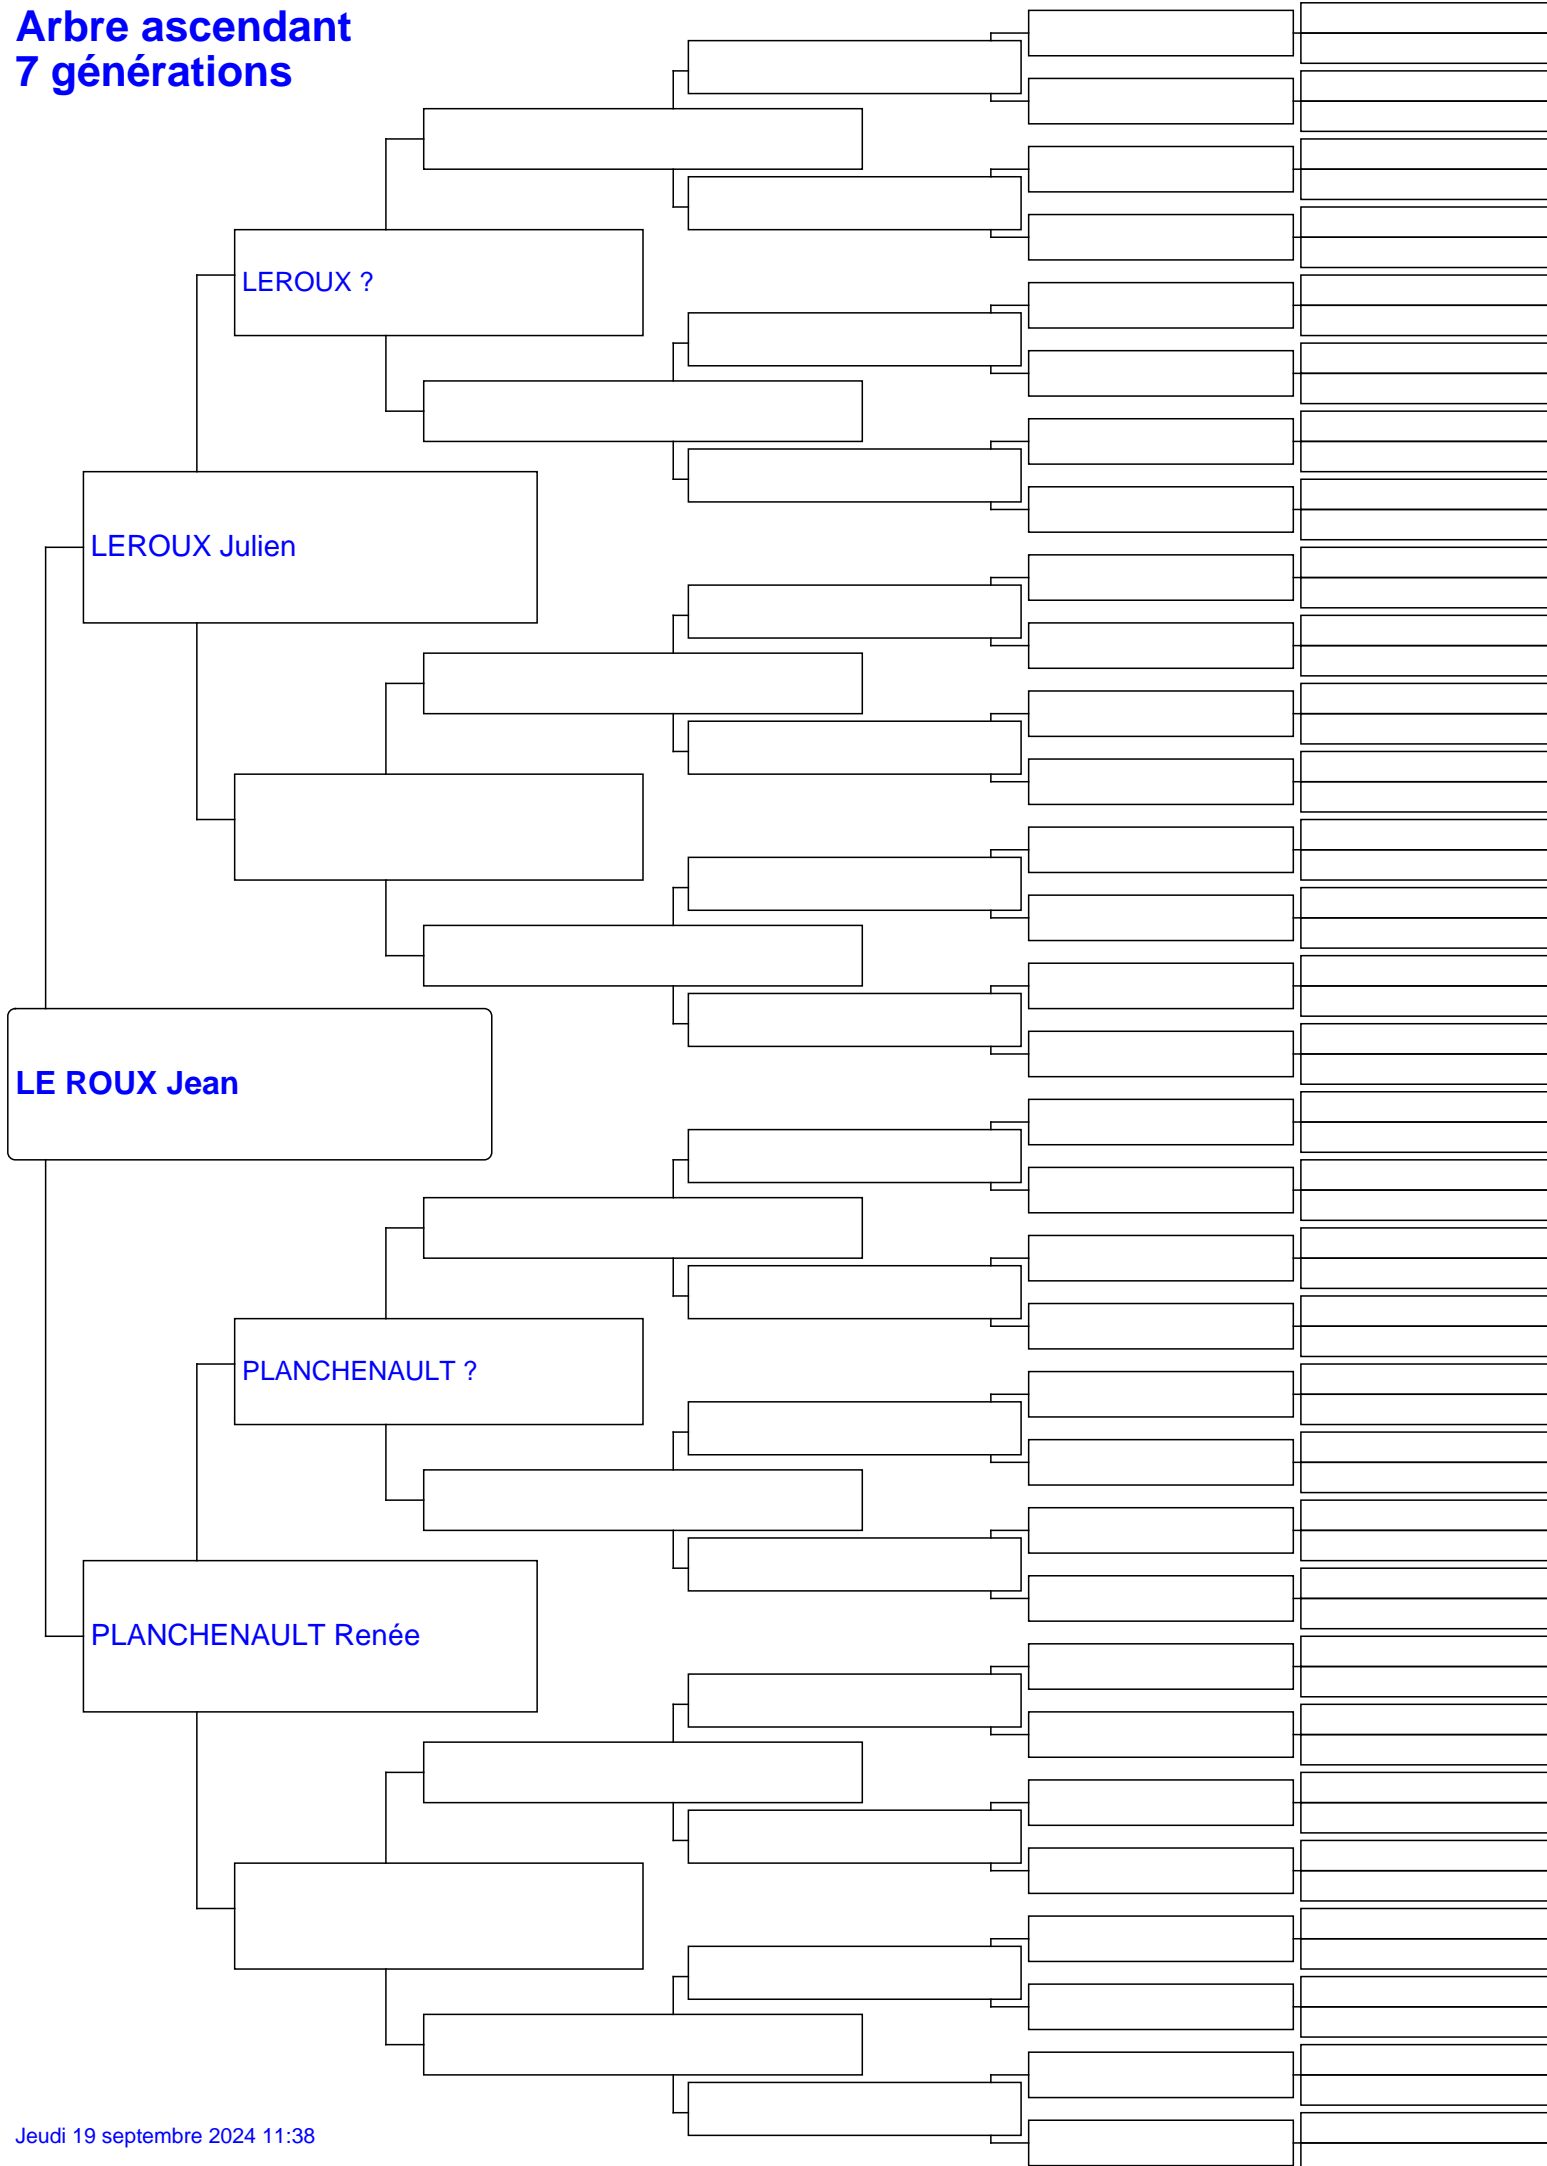 Arbre ascendant
7 générations
LEROUX ?
LEROUX Julien
LE ROUX Jean
PLANCHENAULT ?
PLANCHENAULT Renée
Jeudi 19 septembre 2024 11:38